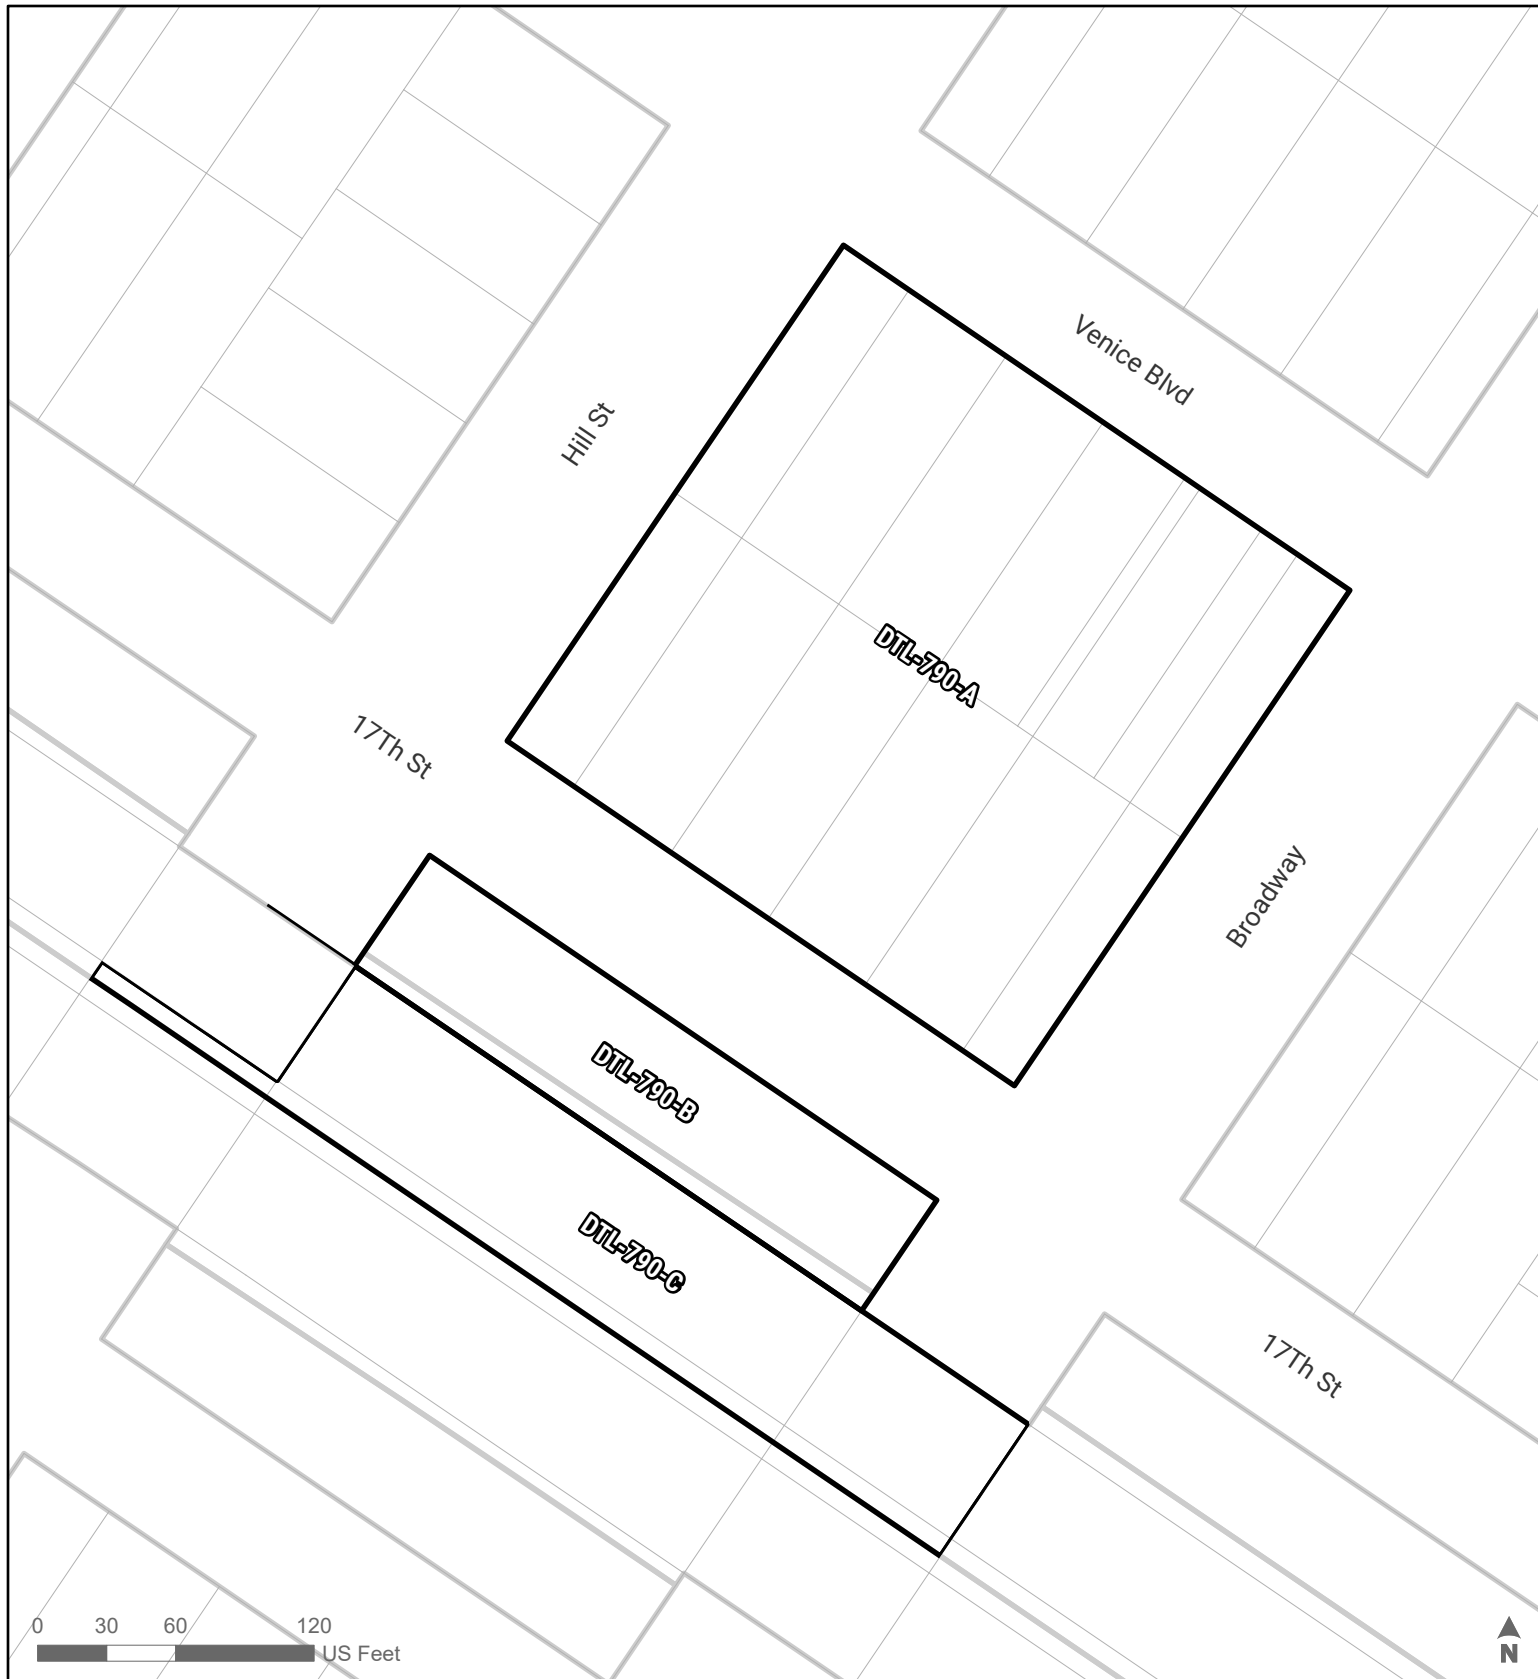 Venice Blvd
Hill St
DTL-790-A
17Th St
Broadway
DTL-790-B
DTL-790-C
17Th St
0 30 60 120
US Feet
N